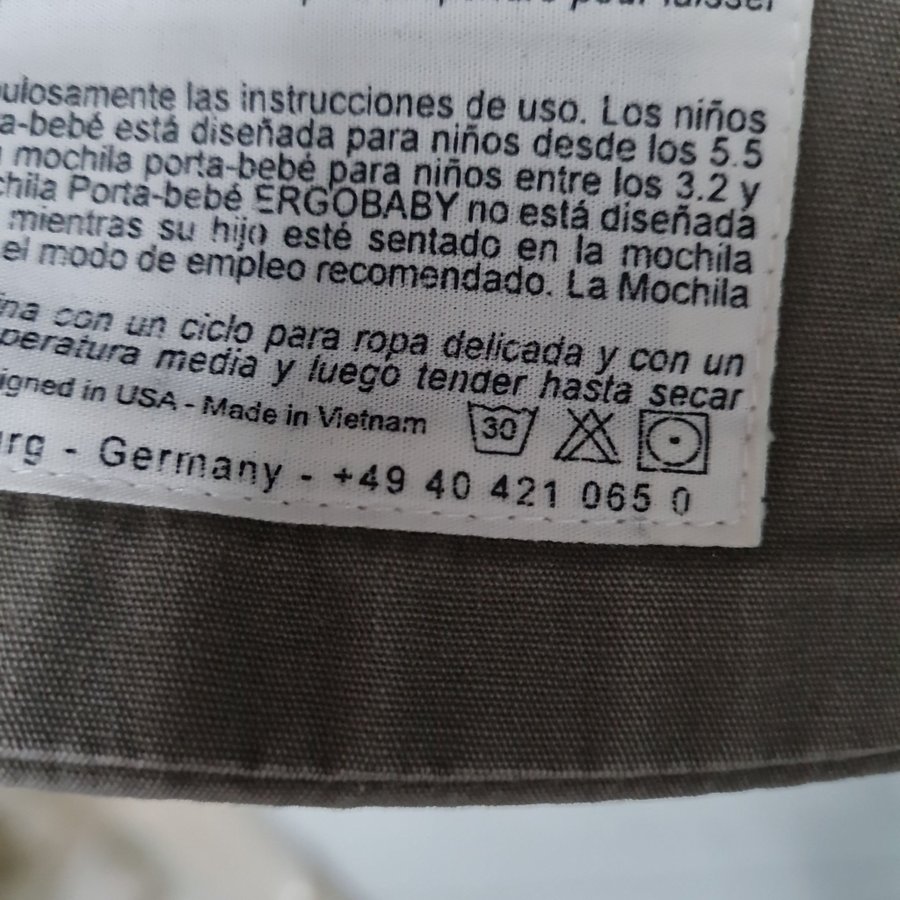 pour laisser
ulosamente las instrucciones de uso. Los niños
a-bebé está diseñada para niños desde los 5.5
mochila porta-bebé para niños entre los 3.2 y
chila Porta-bebé ERGOBABY no está diseñada
mientras su hijo esté sentado en la mochila
el modo de empleo recomendado. La Mochila
ina con un ciclo para ropa delicada y con un
peratura media y luego tender hasta secar
igned in USA - Made in Vietnam 30
rg - Germany - +49 40 421 065 0